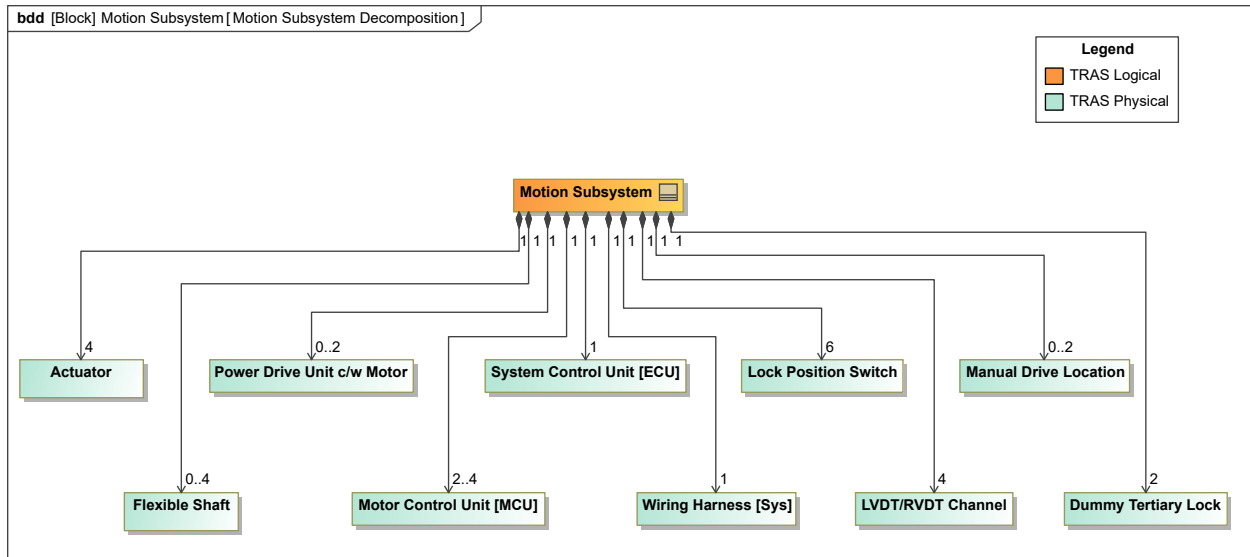 bdd [Block] Motion Subsystem [ Motion Subsystem Decomposition ]
Legend
TRAS Logical
TRAS Physical
Motion Subsystem
1 1 1 1 1 1 1 1 1 1
4
0..2
1
6
0..2
Actuator
Power Drive Unit c/w Motor
System Control Unit [ECU]
Lock Position Switch
Manual Drive Location
0..4
2..4
1
4
2
Flexible Shaft
Motor Control Unit [MCU]
Wiring Harness [Sys]
LVDT/RVDT Channel
Dummy Tertiary Lock